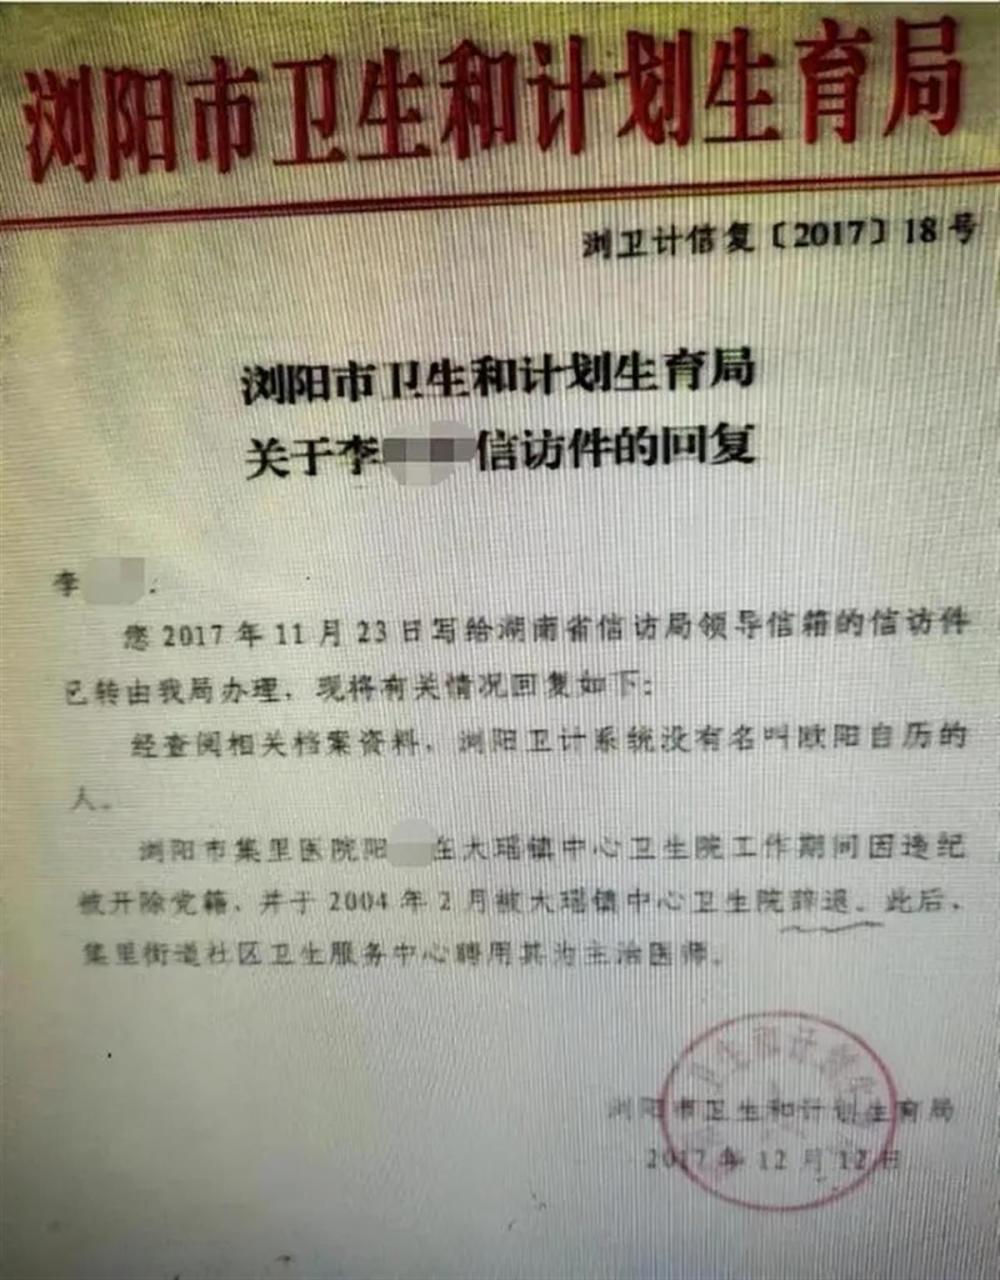 浏阳市卫生和计划生育局
浏卫计信复〔2017〕18号
浏阳市卫生和计划生育局
关于李 信访件的回复
李 :
您2017年11月23日写给湖南省信访局领导信箱的信访件
已转由我局办理，现将有关情况回复如下：
经查阅相关档案资料，浏阳卫计系统没有名叫欧阳自历的
人。
浏阳市集里医院阳 在大瑶镇中心卫生院工作期间因违纪
被开除党籍，并于2004年2月被大瑶镇中心卫生院辞退。此后，
集里街道社区卫生服务中心聘用其为主治医师。
浏阳市卫生和计划生育局
2017年12月12日